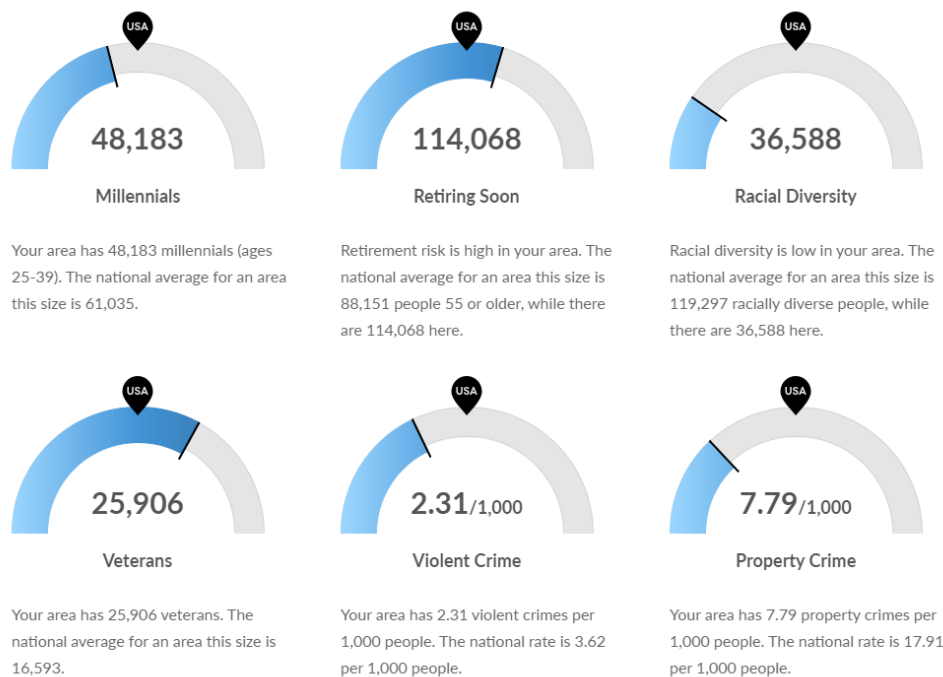 USA
48,183
Millennials
Your area has 48,183 millennials (ages
25-39). The national average for an area
this size is 61,035.
USA
114,068
Retiring Soon
Retirement risk is high in your area. The
national average for an area this size is
88,151 people 55 or older, while there
are 114,068 here.
USA
36,588
Racial Diversity
Racial diversity is low in your area. The
national average for an area this size is
119,297 racially diverse people, while
there are 36,588 here.
USA
25,906
Veterans
Your area has 25,906 veterans. The
national average for an area this size is
16,593.
USA
2.31/1,000
Violent Crime
Your area has 2.31 violent crimes per
1,000 people. The national rate is 3.62
per 1,000 people.
USA
7.79/1,000
Property Crime
Your area has 7.79 property crimes per
1,000 people. The national rate is 17.91
per 1,000 people.